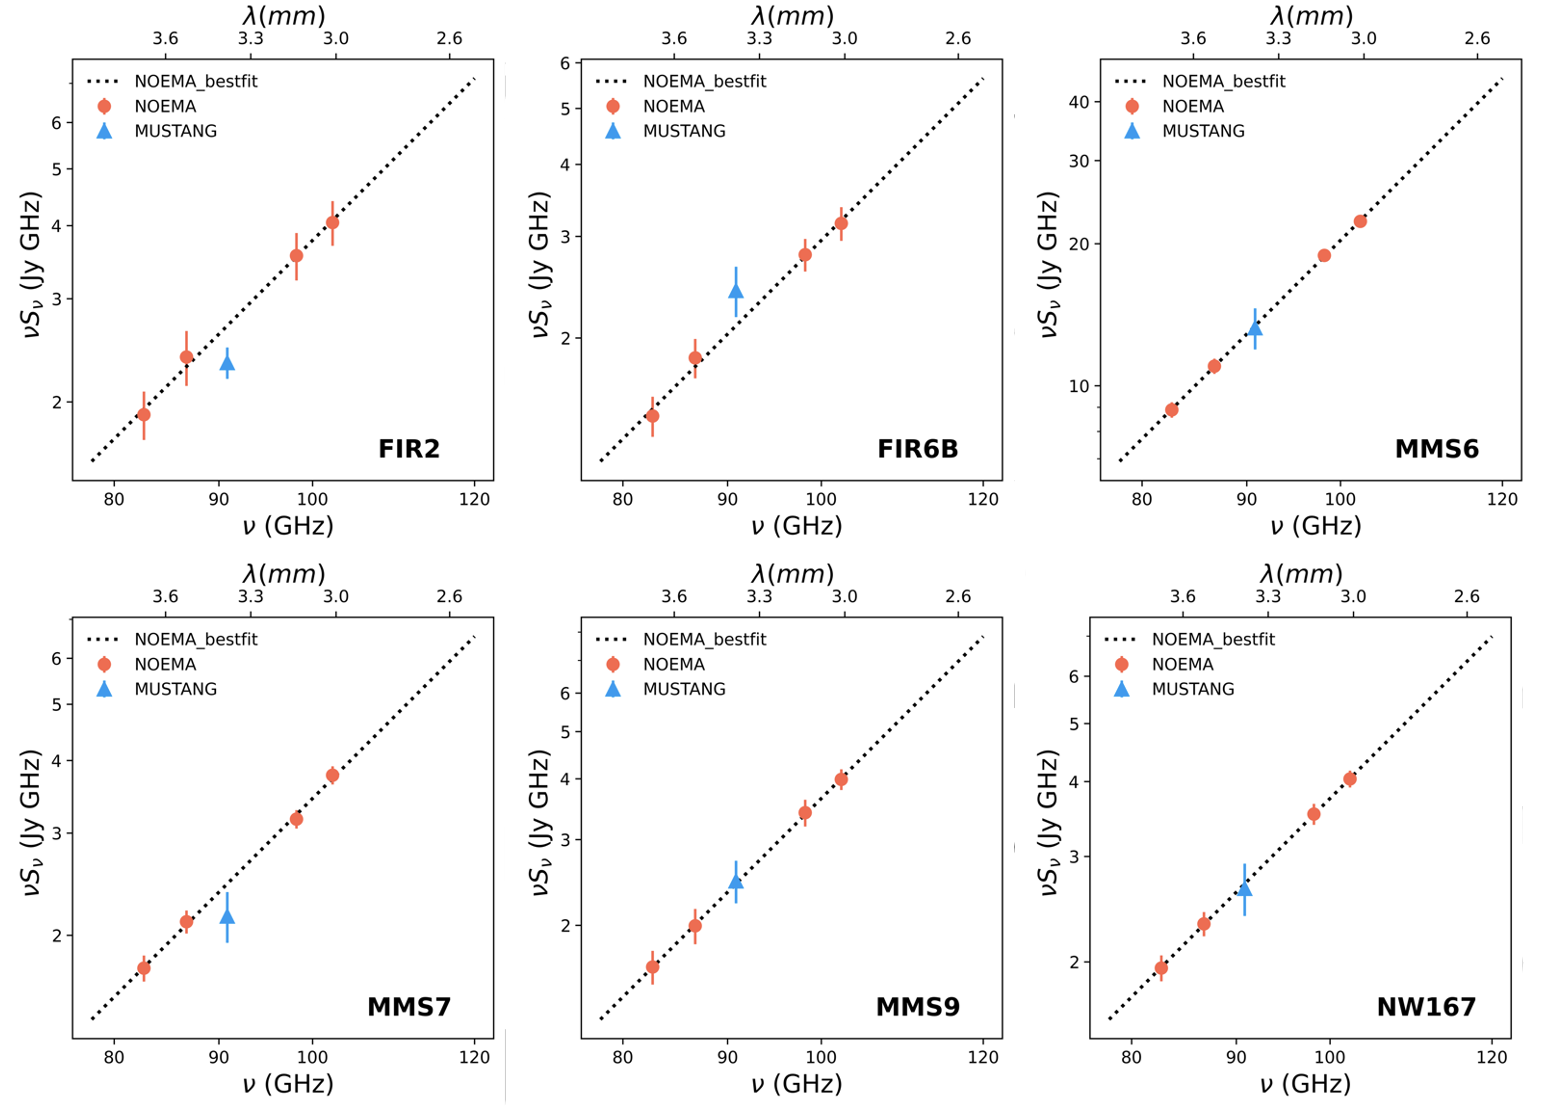 λ(mm)
3.6 3.3 3.0 2.6
NOEMA_bestfit
NOEMA
MUSTANG
6
5
4
3
2
νSν (Jy GHz)
FIR2
80 90 100 120
ν (GHz)
λ(mm)
3.6 3.3 3.0 2.6
NOEMA_bestfit
NOEMA
MUSTANG
6
5
4
3
2
νSν (Jy GHz)
FIR6B
80 90 100 120
ν (GHz)
λ(mm)
3.6 3.3 3.0 2.6
NOEMA_bestfit
NOEMA
MUSTANG
40
30
20
10
νSν (Jy GHz)
MMS6
80 90 100 120
ν (GHz)
λ(mm)
3.6 3.3 3.0 2.6
NOEMA_bestfit
NOEMA
MUSTANG
6
5
4
3
2
νSν (Jy GHz)
MMS7
80 90 100 120
ν (GHz)
λ(mm)
3.6 3.3 3.0 2.6
NOEMA_bestfit
NOEMA
MUSTANG
6
5
4
3
2
νSν (Jy GHz)
MMS9
80 90 100 120
ν (GHz)
λ(mm)
3.6 3.3 3.0 2.6
NOEMA_bestfit
NOEMA
MUSTANG
6
5
4
3
2
νSν (Jy GHz)
NW167
80 90 100 120
ν (GHz)